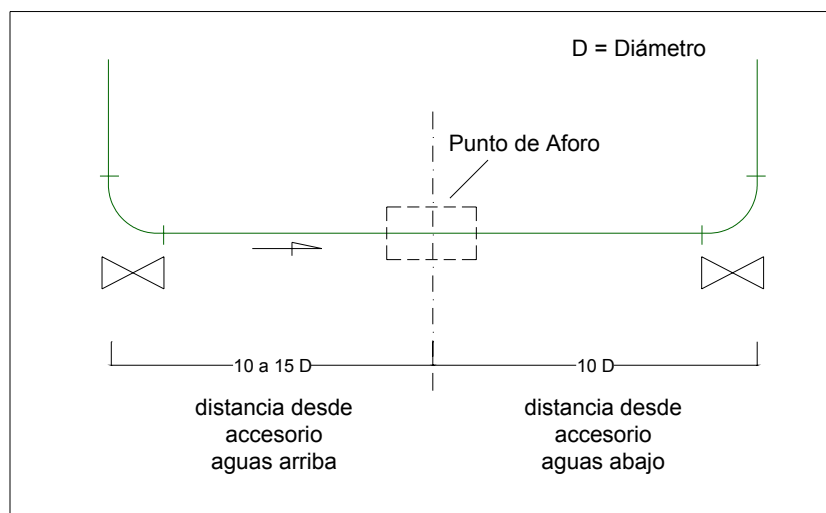 D = Diámetro
Punto de Aforo
10 a 15 D
10 D
distancia desde
accesorio
aguas arriba
distancia desde
accesorio
aguas abajo